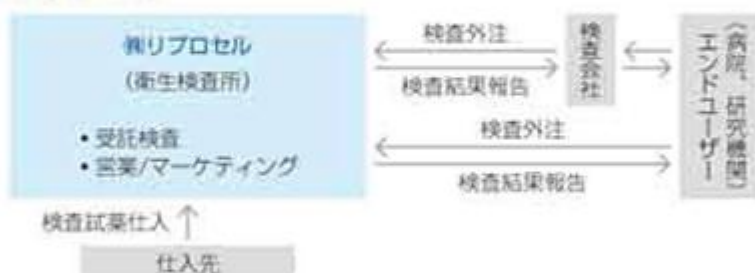 ㈱リプロセル
(衛生検査所)
• 受託検査
• 営業/マーケティング
検査外注
検査結果報告
検査会社
検査外注
検査結果報告
エンドユーザー
(病院、研究機関)
検査試薬仕入
仕入先